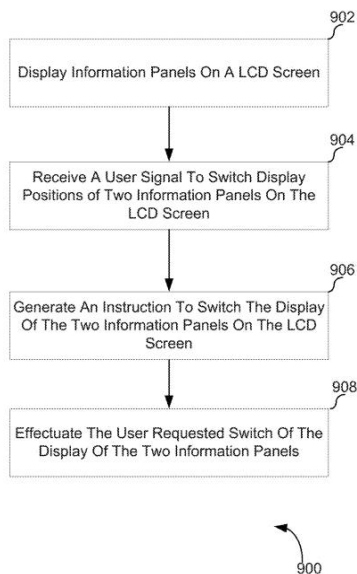 902
Display Information Panels On A LCD Screen
904
Receive A User Signal To Switch Display
Positions of Two Information Panels On The
LCD Screen
906
Generate An Instruction To Switch The Display
Of The Two Information Panels On The LCD
Screen
908
Effectuate The User Requested Switch Of The
Display Of The Two Information Panels
900